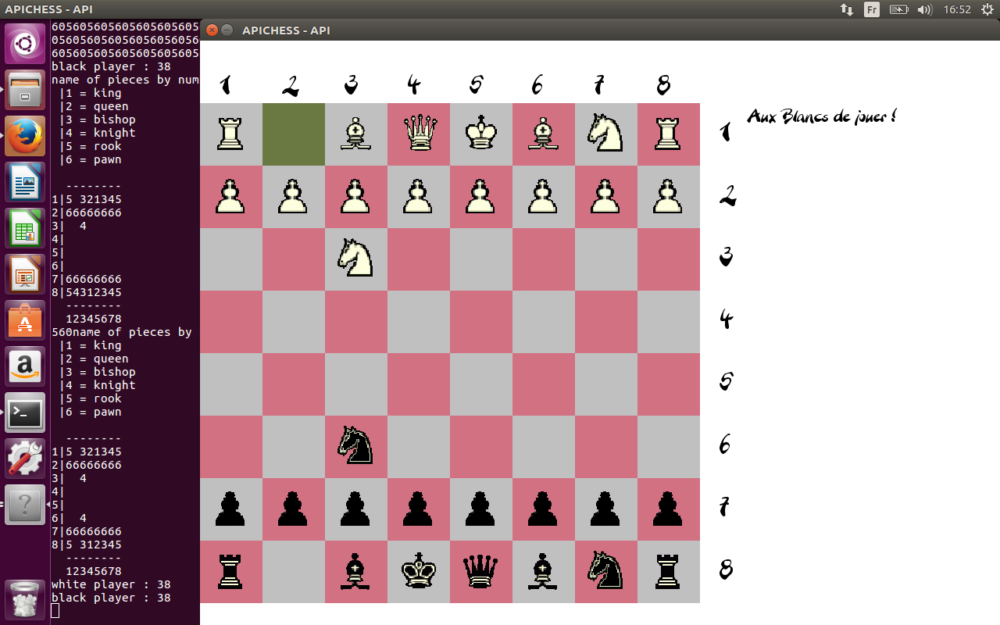 APICHESS - API
Fr
16:52
605605605605605605605
056056056056056056056
605605605605605605605
black player : 38
name of pieces by num
|1 = king
|2 = queen
|3 = bishop
|4 = knight
|5 = rook
|6 = pawn
--------
1|5 321345
2|66666666
3|  4
4|
5|
6|
7|66666666
8|54312345
--------
12345678
560name of pieces by
|1 = king
|2 = queen
|3 = bishop
|4 = knight
|5 = rook
|6 = pawn
--------
1|5 321345
2|66666666
3|  4
4|
5|
6|  4
7|66666666
8|5 312345
--------
12345678
white player : 38
black player : 38
APICHESS - API
1 2 3 4 5 6 7 8
1
2
3
4
5
6
7
8
Aux Blancs de jouer !